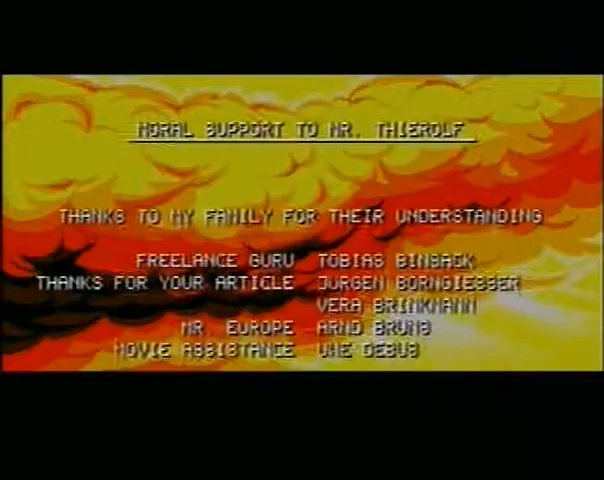 MORAL SUPPORT TO MR. THIEROLF
THANKS TO MY FAMILY FOR THEIR UNDERSTANDING
FREELANCE GURU TOBIAS BINSACK
THANKS FOR YOUR ARTICLE JURGEN BORNGIESSER
VERA BRINKMANN
MR. EUROPE ARND BRUNS
MOVIE ASSISTANCE UWE DEBUS